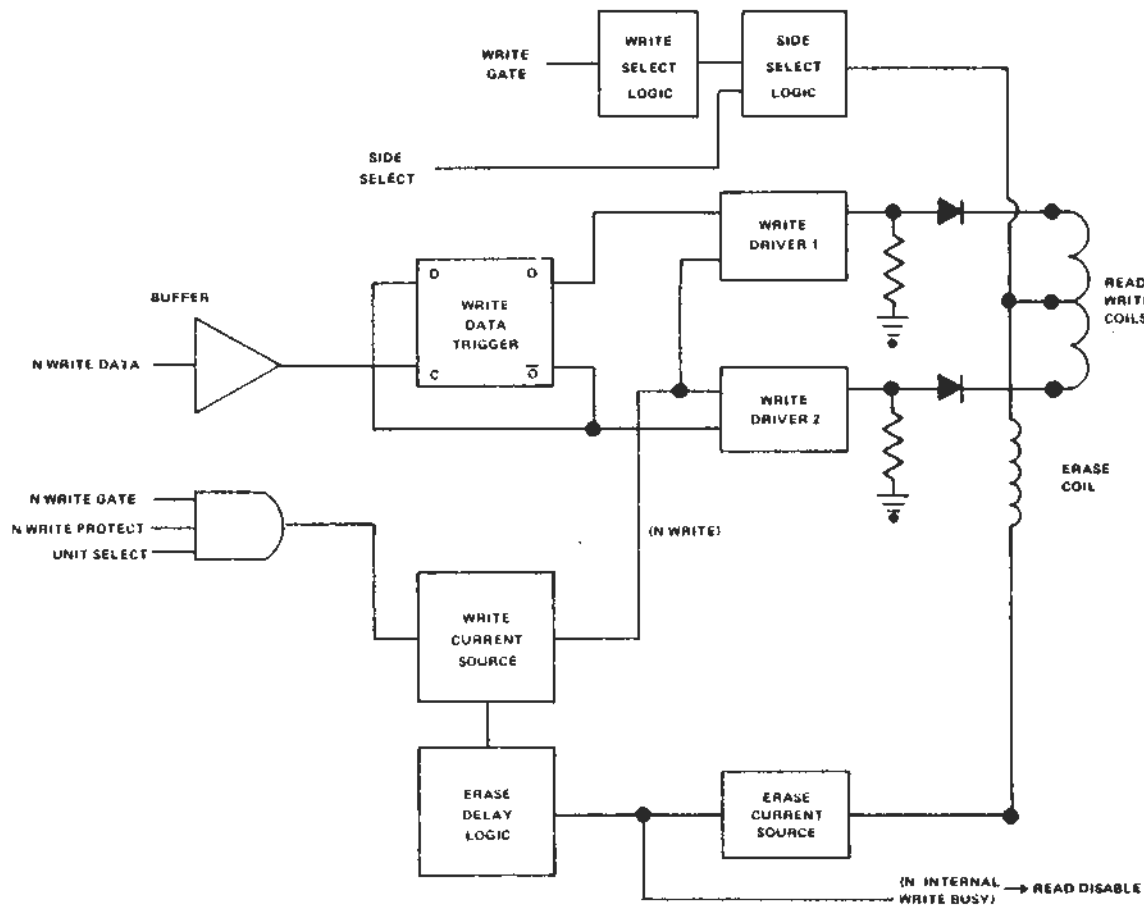 WRITE
GATE
WRITE
SELECT
LOGIC
SIDE
SELECT
LOGIC
SIDE
SELECT
BUFFER
N WRITE DATA
D
O
WRITE
DATA
TRIGGER
C
O
WRITE
DRIVER 1
WRITE
DRIVER 2
READ
WRITE
COILS
ERASE
COIL
N WRITE GATE
N WRITE PROTECT
UNIT SELECT
(N WRITE)
WRITE
CURRENT
SOURCE
ERASE
DELAY
LOGIC
ERASE
CURRENT
SOURCE
(N INTERNAL
WRITE BUSY)
READ DISABLE